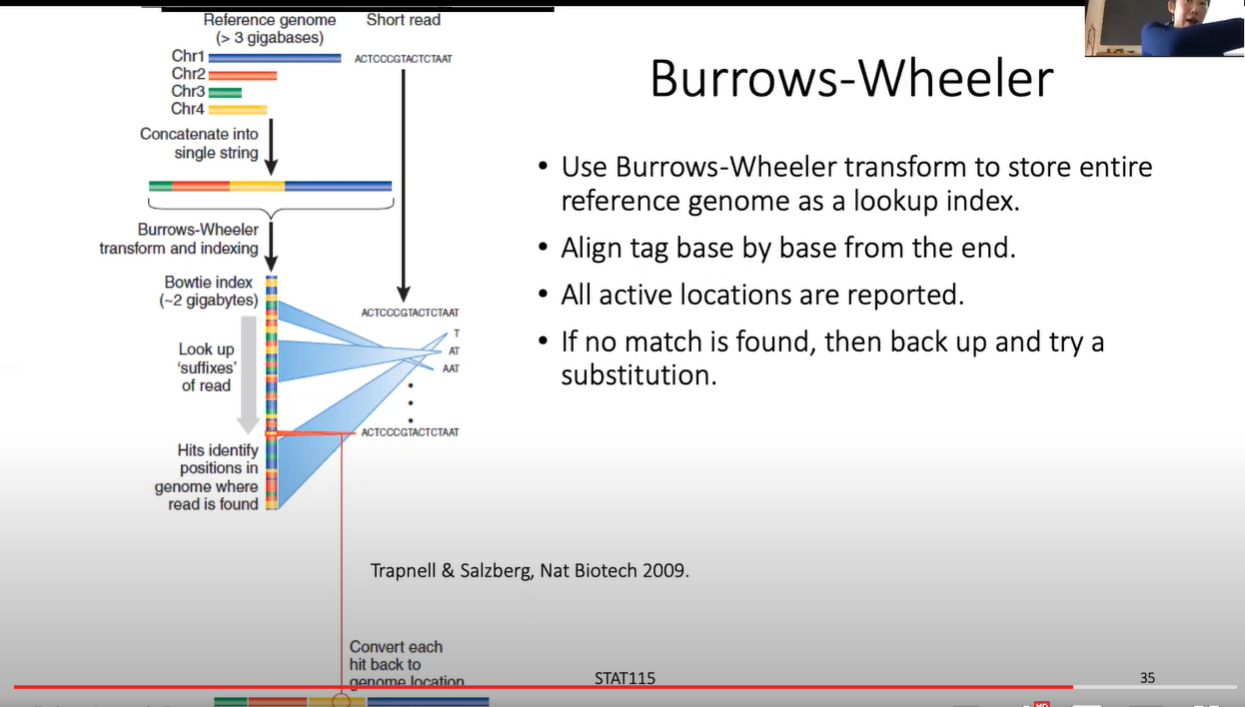 Reference genome
(> 3 gigabases)
Short read
Chr1
ACTCCCGTACTCTAAT
Chr2
Chr3
Chr4
Concatenate into
single string
Burrows-Wheeler
transform and indexing
Bowtie index
(~2 gigabytes)
ACTCCCGTACTCTAAT
T
AT
AAT
Look up
'suffixes'
of read
ACTCCCGTACTCTAAT
Hits identify
positions in
genome where
read is found
Convert each
hit back to
genome location
Burrows-Wheeler
• Use Burrows-Wheeler transform to store entire
reference genome as a lookup index.
• Align tag base by base from the end.
• All active locations are reported.
• If no match is found, then back up and try a
substitution.
Trapnell & Salzberg, Nat Biotech 2009.
STAT115
35
HD